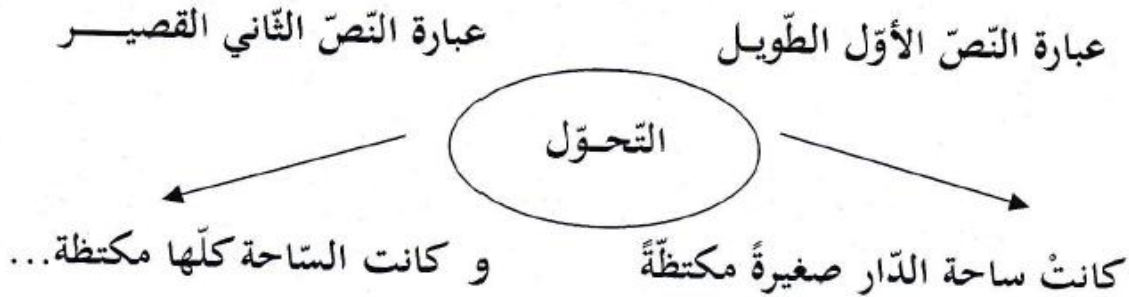 عبارة النّصّ الأوّل الطّويل
عبارة النّصّ الثّاني القصيـــر
التّحـوّل
كانتْ ساحة الدّار صغيرةً مكتظّةً
و كانت السّاحة كلّها مكتظة...